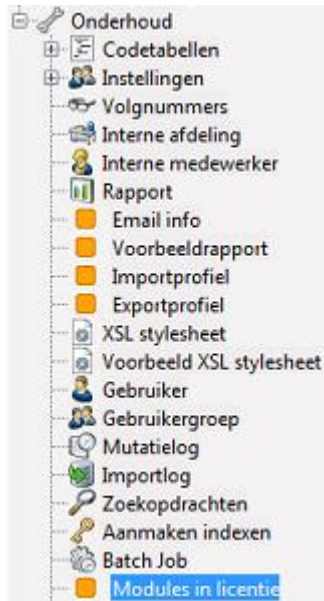 Onderhoud
Codetabellen
Instellingen
Volgnummers
Interne afdeling
Interne medewerker
Rapport
Email info
Voorbeeldrapport
Importprofiel
Exportprofiel
XSL stylesheet
Voorbeeld XSL stylesheet
Gebruiker
Gebruikergroep
Mutatielog
Importlog
Zoekopdrachten
Aanmaken indexen
Batch Job
Modules in licentie